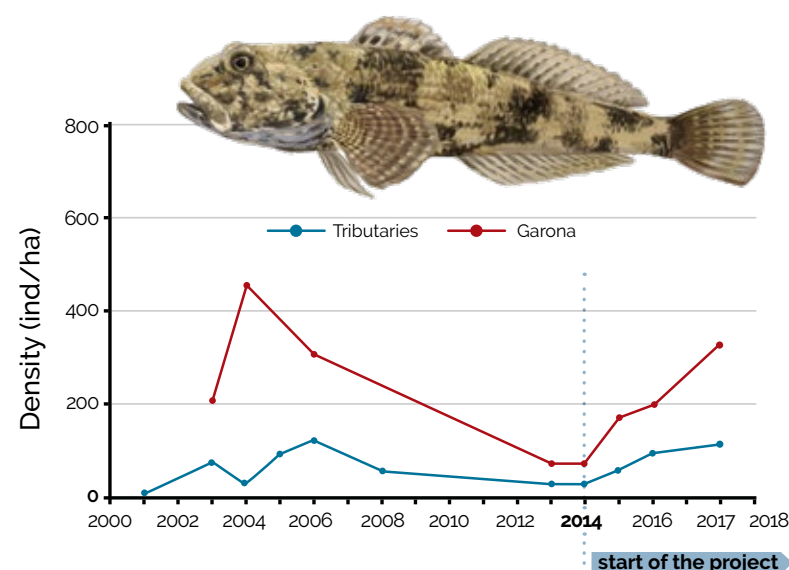 800
600
Tributaries Garona
400
200
0
Density (ind/ha)
2000 2002 2004 2006 2008 2010 2012 2014 2016 2017 2018
start of the project